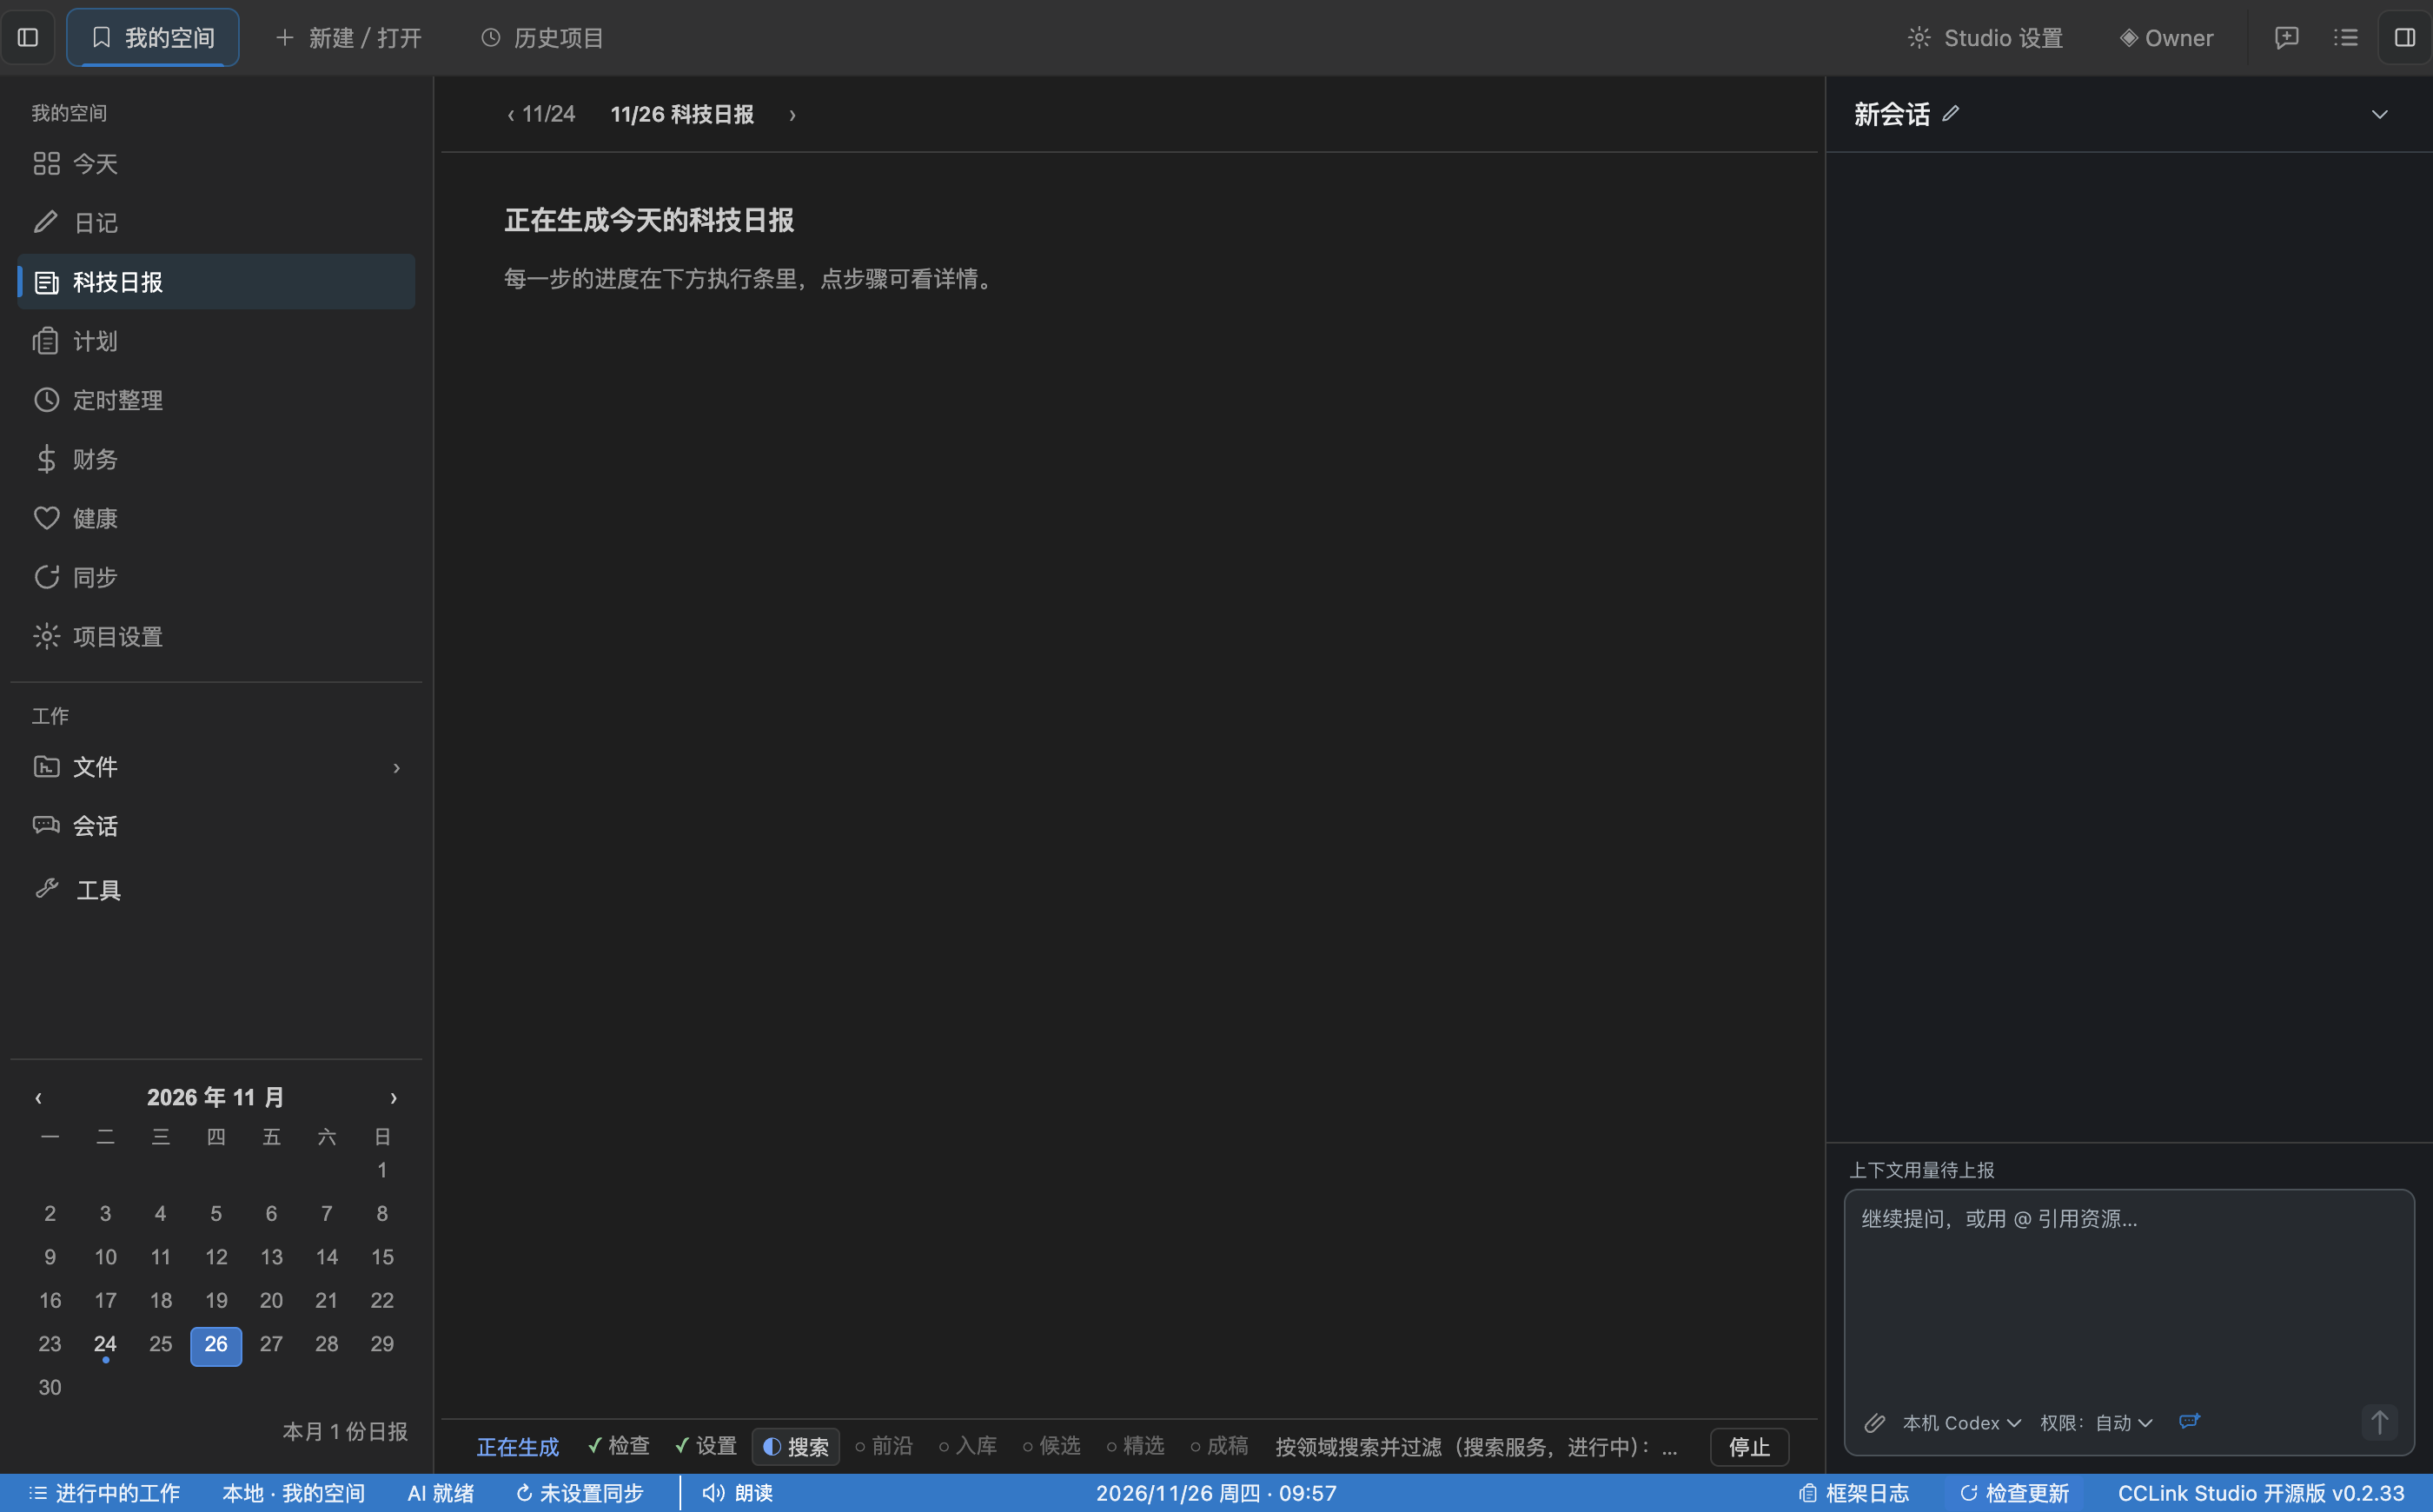 我的空间
新建 / 打开
历史项目
Studio 设置
Owner
我的空间
今天
日记
科技日报
计划
定时整理
财务
健康
同步
项目设置
工作
文件
会话
工具
2026 年 11 月
一 二 三 四 五 六 日
1
2 3 4 5 6 7 8
9 10 11 12 13 14 15
16 17 18 19 20 21 22
23 24 25 26 27 28 29
30
本月 1 份日报
‹ 11/24 11/26 科技日报 ›
正在生成今天的科技日报
每一步的进度在下方执行条里，点步骤可看详情。
正在生成 ✓ 检查 ✓ 设置 搜索 前沿 入库 候选 精选 成稿 按领域搜索并过滤（搜索服务，进行中）：... 停止
新会话
上下文用量待上报
继续提问，或用 @ 引用资源...
本机 Codex 权限：自动
进行中的工作 本地 · 我的空间 AI 就绪 未设置同步 朗读 2026/11/26 周四 · 09:57 框架日志 检查更新 CCLink Studio 开源版 v0.2.33